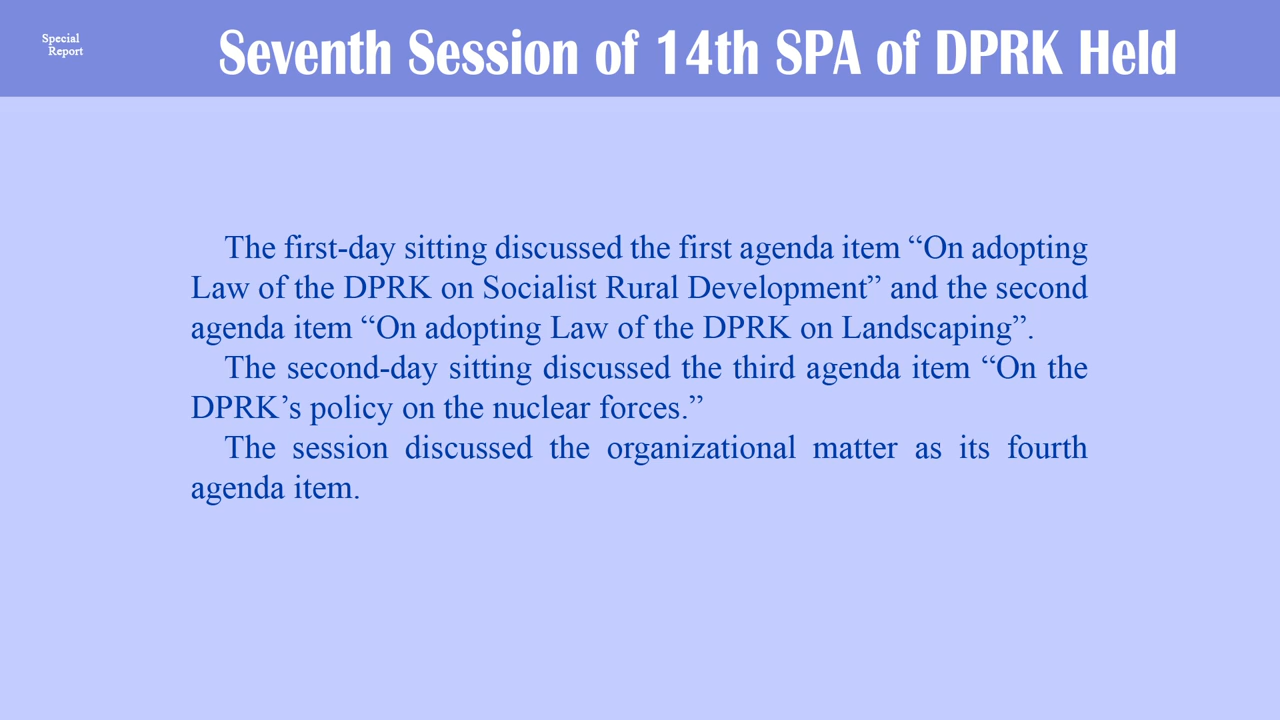 Special
Report
Seventh Session of 14th SPA of DPRK Held
The first-day sitting discussed the first agenda item “On adopting
Law of the DPRK on Socialist Rural Development” and the second
agenda item “On adopting Law of the DPRK on Landscaping”.
The second-day sitting discussed the third agenda item “On the
DPRK’s policy on the nuclear forces.”
The session discussed the organizational matter as its fourth
agenda item.